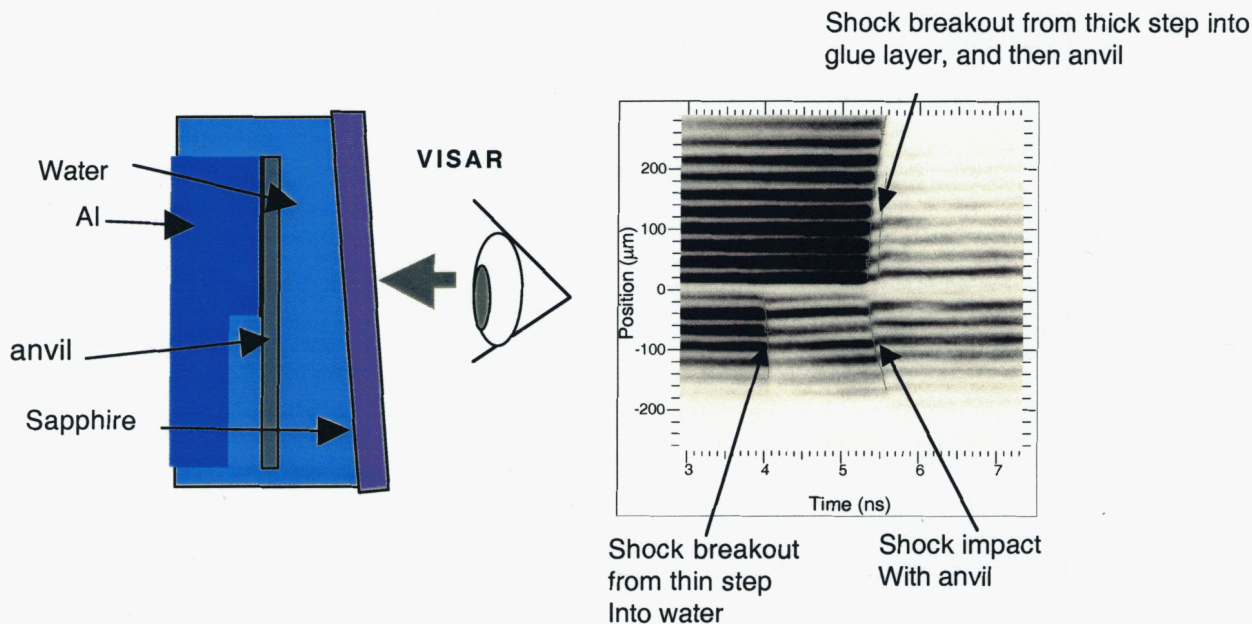 Shock breakout from thick step into
glue layer, and then anvil
Water
Al
anvil
Sapphire
VISAR
Position (µm)
200
100
0
-100
-200
3 4 5 6 7
Time (ns)
Shock breakout
from thin step
Into water
Shock impact
With anvil